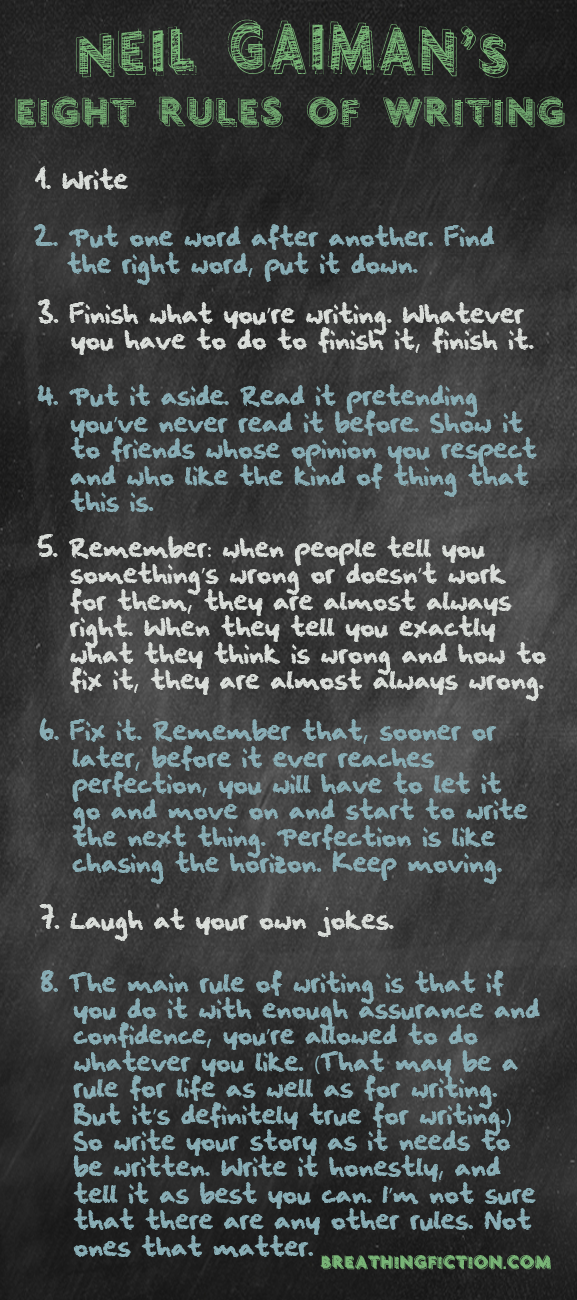 NEIL GAIMAN'S
EIGHT RULES OF WRITING
1. Write
2. Put one word after another. Find
the right word, put it down.
3. Finish what you're writing. Whatever
you have to do to finish it, finish it.
4. Put it aside. Read it pretending
you've never read it before. Show it
to friends whose opinion you respect
and who like the kind of thing that
this is.
5. Remember: when people tell you
something's wrong or doesn't work
for them, they are almost always
right. When they tell you exactly
what they think is wrong and how to
fix it, they are almost always wrong.
6. Fix it. Remember that, sooner or
later, before it ever reaches
perfection, you will have to let it
go and move on and start to write
the next thing. Perfection is like
chasing the horizon. Keep moving.
7. Laugh at your own jokes.
8. The main rule of writing is that if
you do it with enough assurance and
confidence, you're allowed to do
whatever you like. (That may be a
rule for life as well as for writing.
But it's definitely true for writing.)
So write your story as it needs to
be written. Write it honestly, and
tell it as best you can. I'm not sure
that there are any other rules. Not
ones that matter.
BREATHINGFICTION.COM